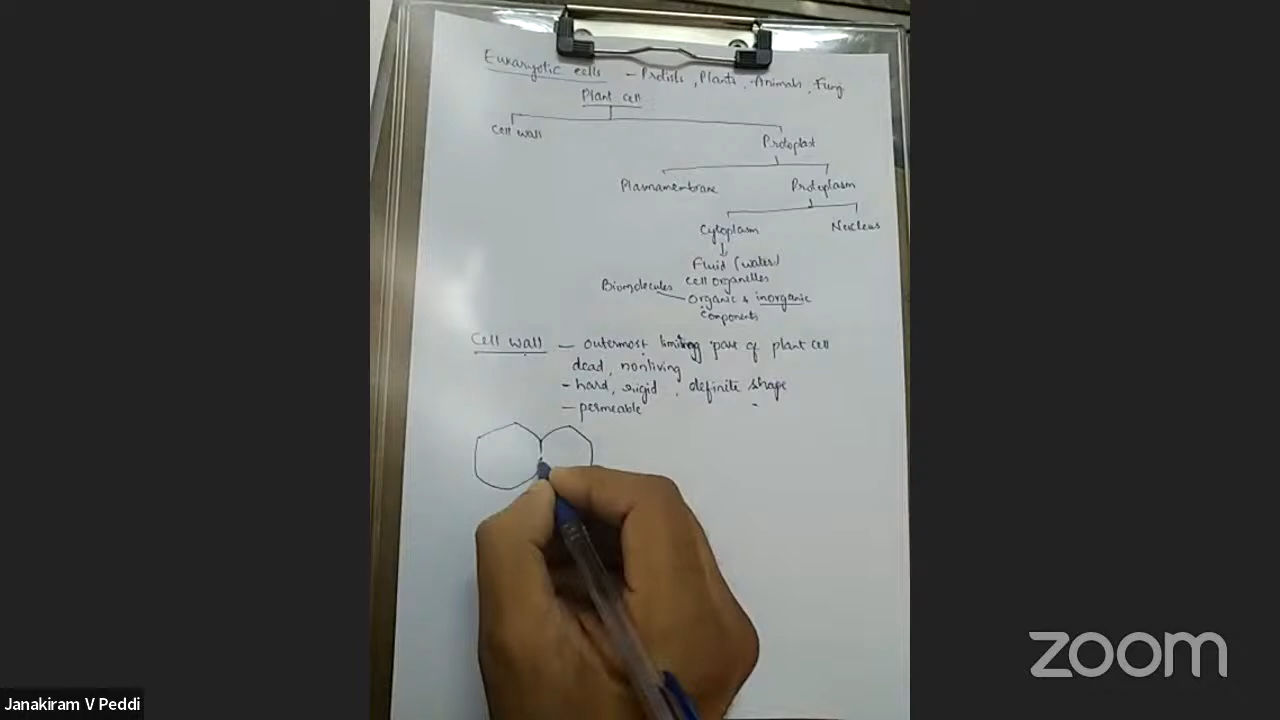 Eukaryotic cells - Protists, Plants, Animals, Fungi
Plant cell
Cell wall
Protoplast
Plasmamembrane
Protoplasm
Cytoplasm
Nucleus
Fluid (water)
cell organelles
Biomolecules
organic & inorganic
components
Cell wall - outermost limiting part of plant cell
dead, nonliving
- hard, rigid, definite shape
- permeable
Janakiram V Peddi
zoom